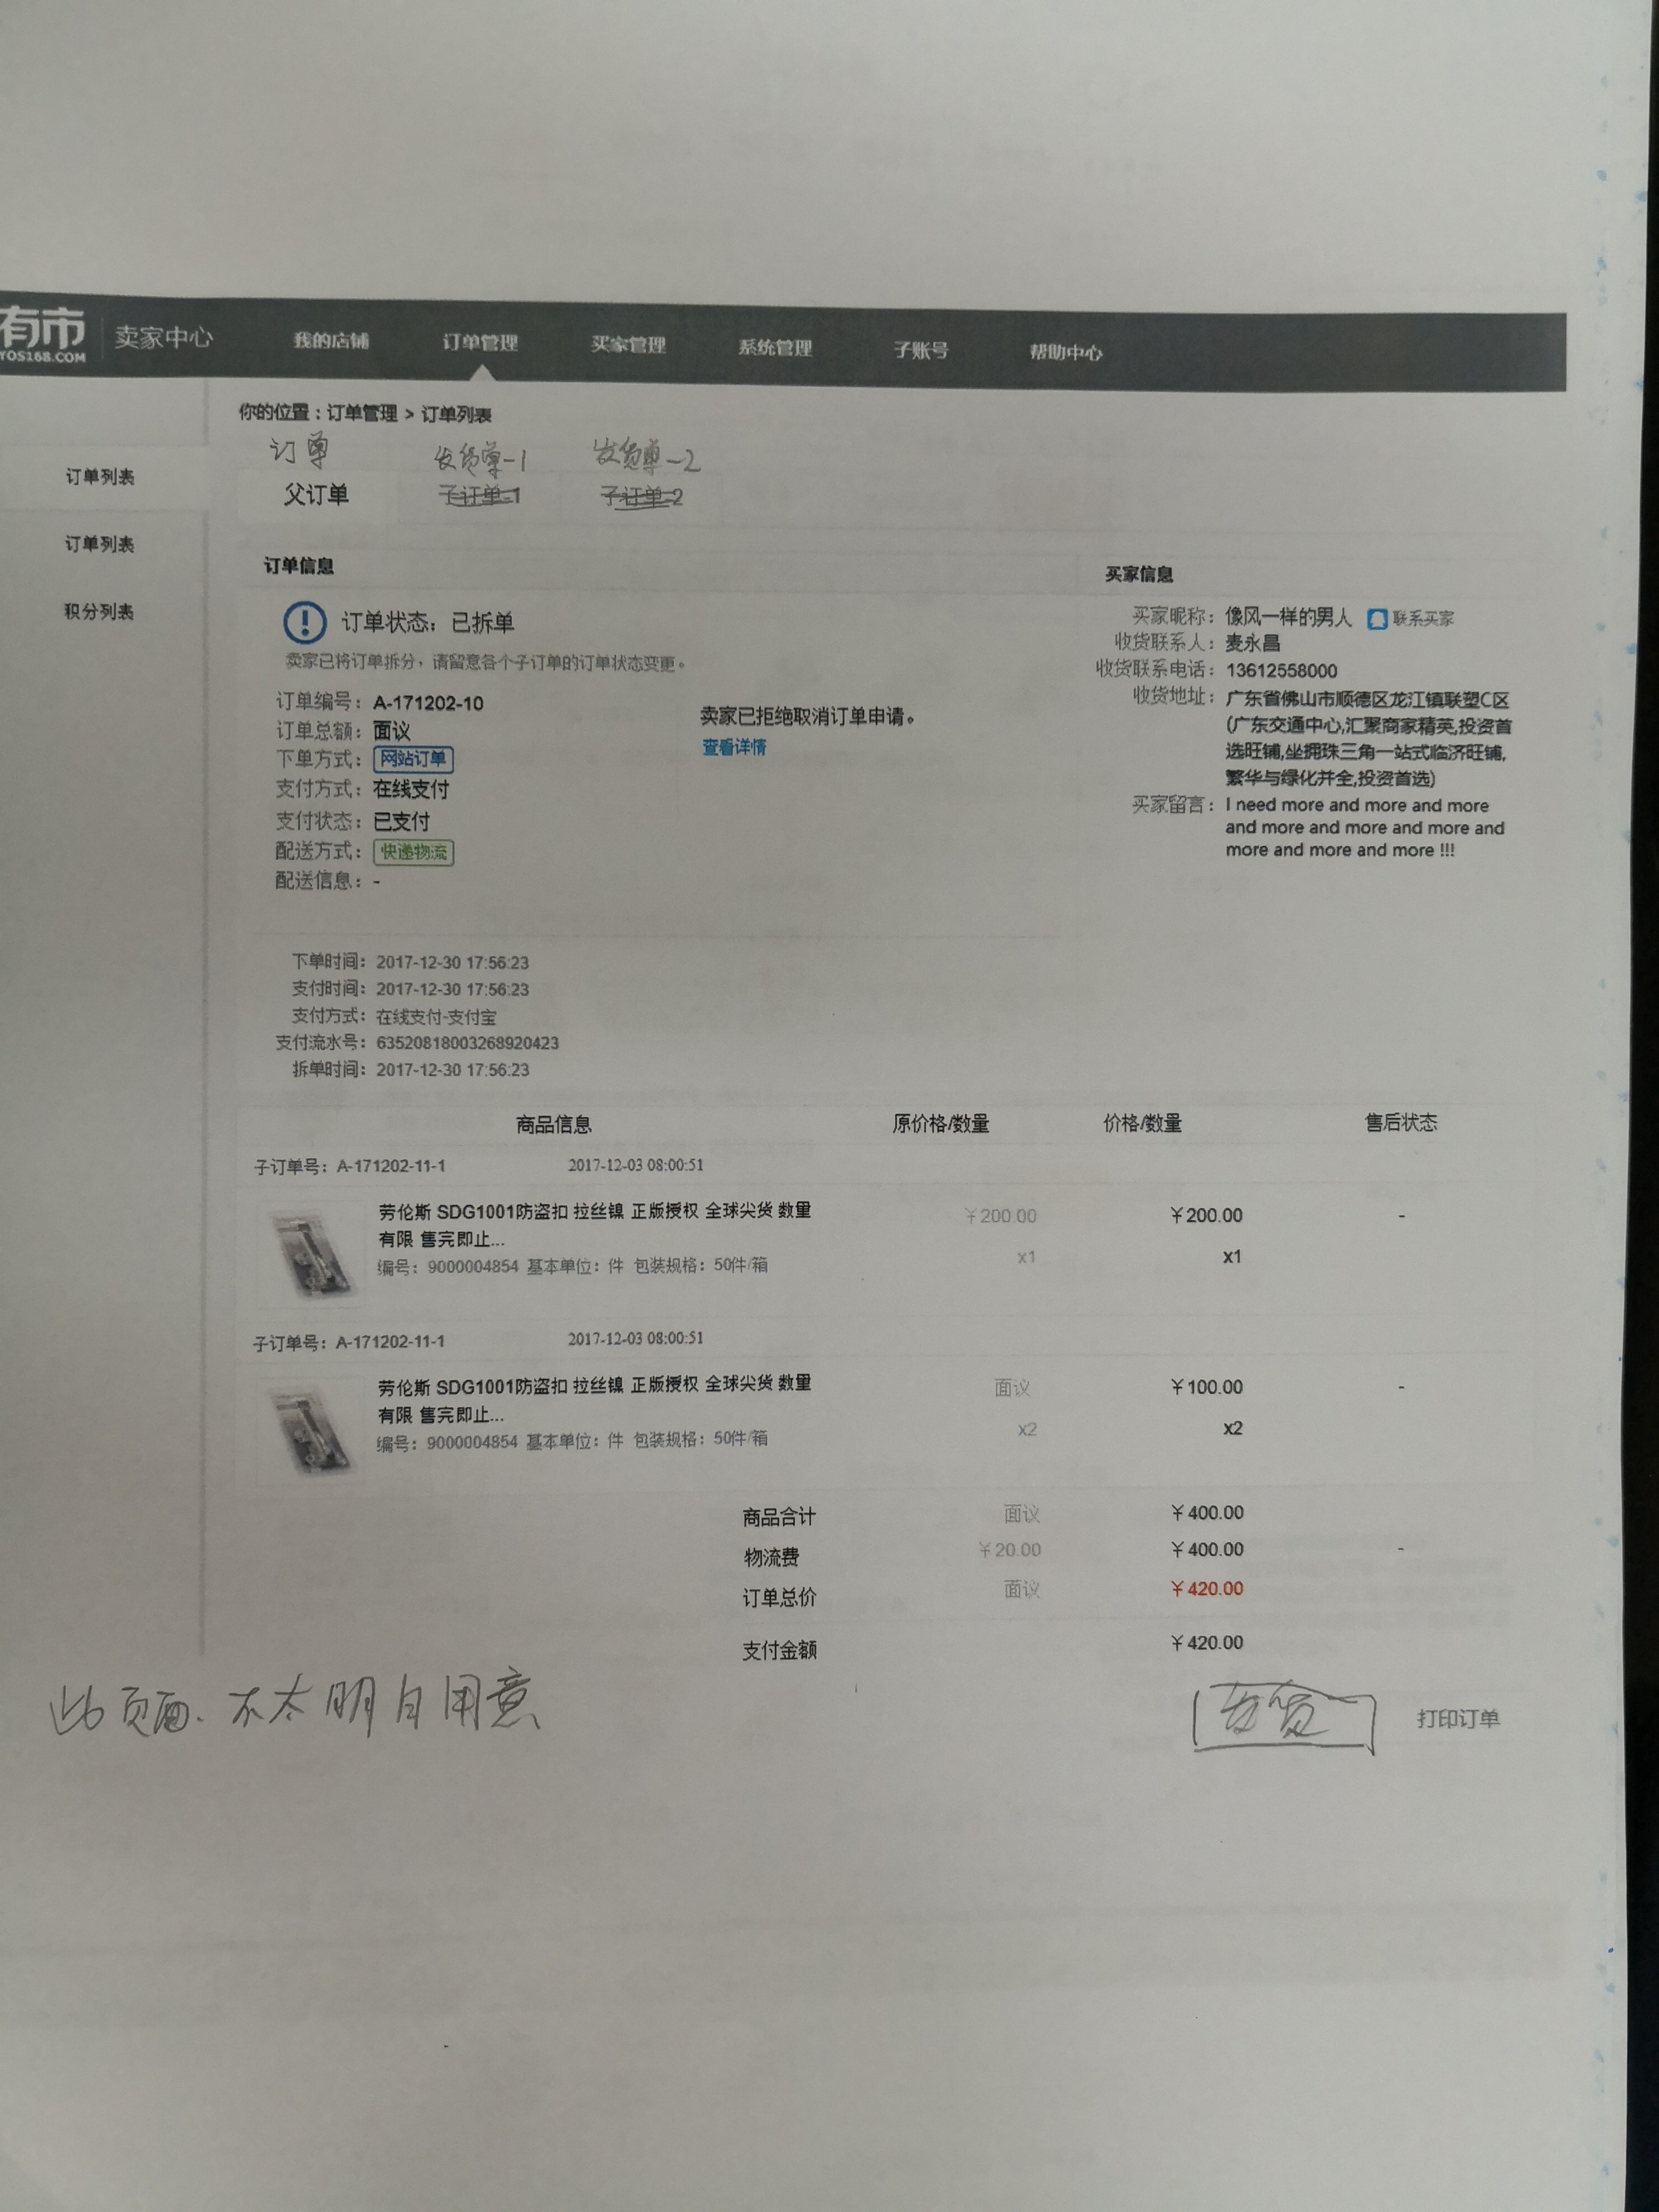 有市 卖家中心 我的店铺 订单管理 买家管理 系统管理 子账号 帮助中心
YOS168.COM
你的位置：订单管理 > 订单列表
订单 发货单-1 发货单-2
父订单 子订单-1 子订单-2
订单列表
订单列表
积分列表
订单信息
订单状态：已拆单
卖家已将订单拆分，请留意各个子订单的订单状态变更。
订单编号：A-171202-10
订单总额：面议
下单方式：网站订单
支付方式：在线支付
支付状态：已支付
配送方式：快递物流
配送信息：-
卖家已拒绝取消订单申请。
查看详情
买家信息
买家昵称：像风一样的男人 联系买家
收货联系人：麦永昌
收货联系电话：13612558000
收货地址：广东省佛山市顺德区龙江镇联塑C区
(广东交通中心,汇聚商家精英,投资首
选旺铺,坐拥珠三角一站式临济旺铺,
繁华与绿化并全,投资首选)
买家留言：I need more and more and more
and more and more and more and
more and more and more !!!
下单时间：2017-12-30 17:56:23
支付时间：2017-12-30 17:56:23
支付方式：在线支付-支付宝
支付流水号：63520818003268920423
拆单时间：2017-12-30 17:56:23
商品信息 原价格/数量 价格/数量 售后状态
子订单号：A-171202-11-1 2017-12-03 08:00:51
劳伦斯 SDG1001防盗扣 拉丝镍 正版授权 全球尖货 数量 ￥200.00 ￥200.00 -
有限 售完即止...
编号：9000004854 基本单位：件 包装规格：50件/箱 x1 x1
子订单号：A-171202-11-1 2017-12-03 08:00:51
劳伦斯 SDG1001防盗扣 拉丝镍 正版授权 全球尖货 数量 面议 ￥100.00 -
有限 售完即止...
编号：9000004854 基本单位：件 包装规格：50件/箱 x2 x2
商品合计 面议 ￥400.00
物流费 ￥20.00 ￥400.00 -
订单总价 面议 ￥420.00
支付金额 ￥420.00
此页面.不太明白用意
发货 打印订单